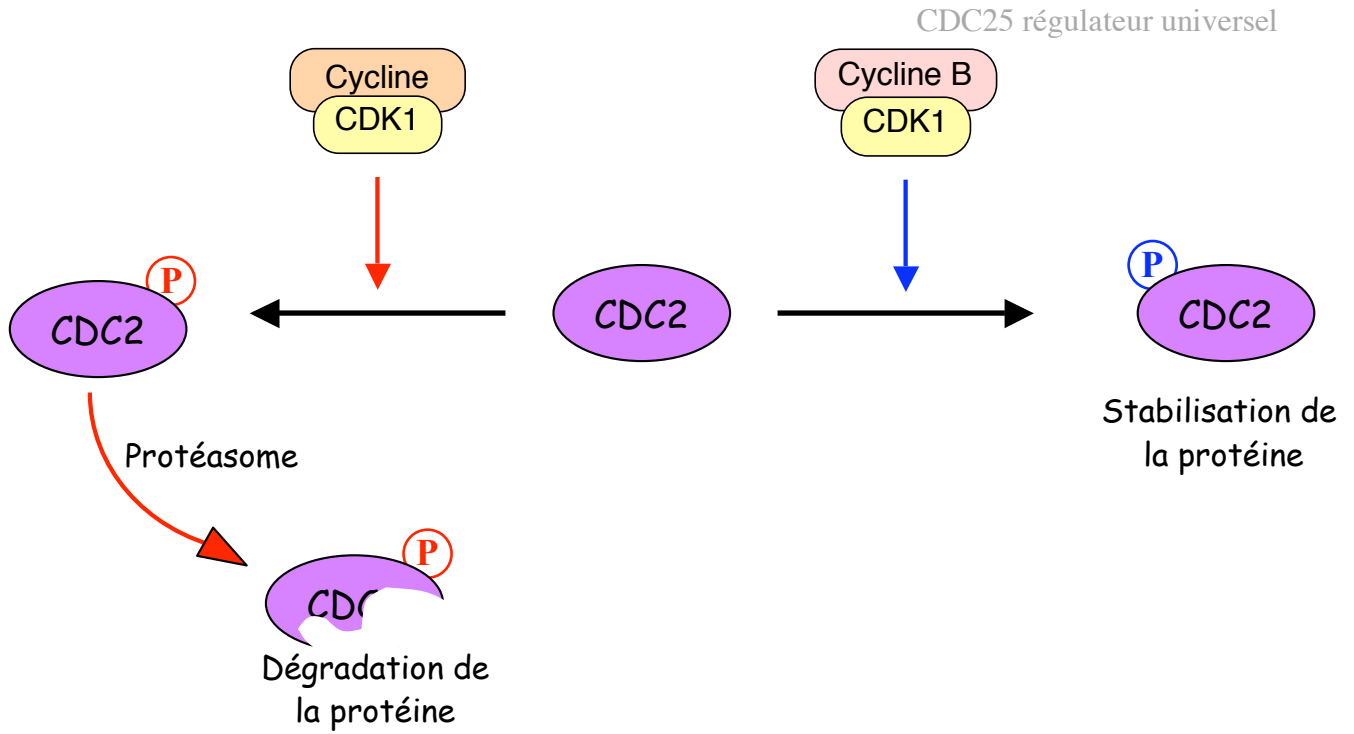 CDC25 régulateur universel
Cycline
CDK1
Cycline B
CDK1
P
CDC2
CDC2
P
CDC2
Protéasome
Stabilisation de
la protéine
P
CDC
Dégradation de
la protéine